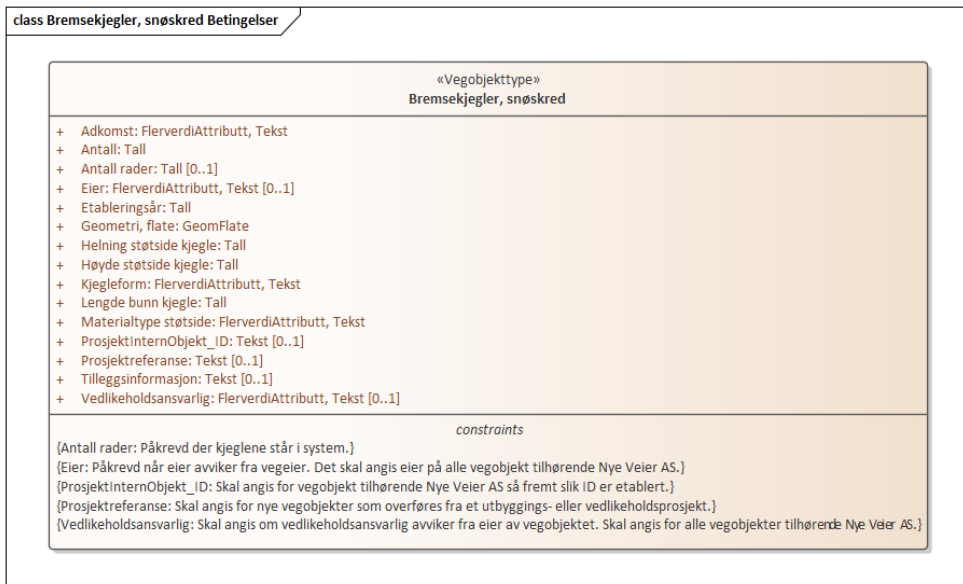 class Bremsekjegler, snøskred Betingelser
«Vegobjekttype»
Bremsekjegler, snøskred
+ Adkomst: FlerverdiAttributt, Tekst
+ Antall: Tall
+ Antall rader: Tall [0..1]
+ Eier: FlerverdiAttributt, Tekst [0..1]
+ Etableringsår: Tall
+ Geometri, flate: GeomFlate
+ Helning støtside kjegle: Tall
+ Høyde støtside kjegle: Tall
+ Kjegleform: FlerverdiAttributt, Tekst
+ Lengde bunn kjegle: Tall
+ Materialtype støtside: FlerverdiAttributt, Tekst
+ ProsjektInternObjekt_ID: Tekst [0..1]
+ Prosjektreferanse: Tekst [0..1]
+ Tilleggsinformasjon: Tekst [0..1]
+ Vedlikeholdsansvarlig: FlerverdiAttributt, Tekst [0..1]
constraints
{Antall rader: Påkrevd der kjeglene står i system.}
{Eier: Påkrevd når eier avviker fra vegeier. Det skal angis eier på alle vegobjekt tilhørende Nye Veier AS.}
{ProsjektInternObjekt_ID: Skal angis for vegobjekt tilhørende Nye Veier AS så fremt slik ID er etablert.}
{Prosjektreferanse: Skal angis for nye vegobjekter som overføres fra et utbyggings- eller vedlikeholdsprosjekt.}
{Vedlikeholdsansvarlig: Skal angis om vedlikeholdsansvarlig avviker fra eier av vegobjektet. Skal angis for alle vegobjekter tilhørende Nye Veier AS.}